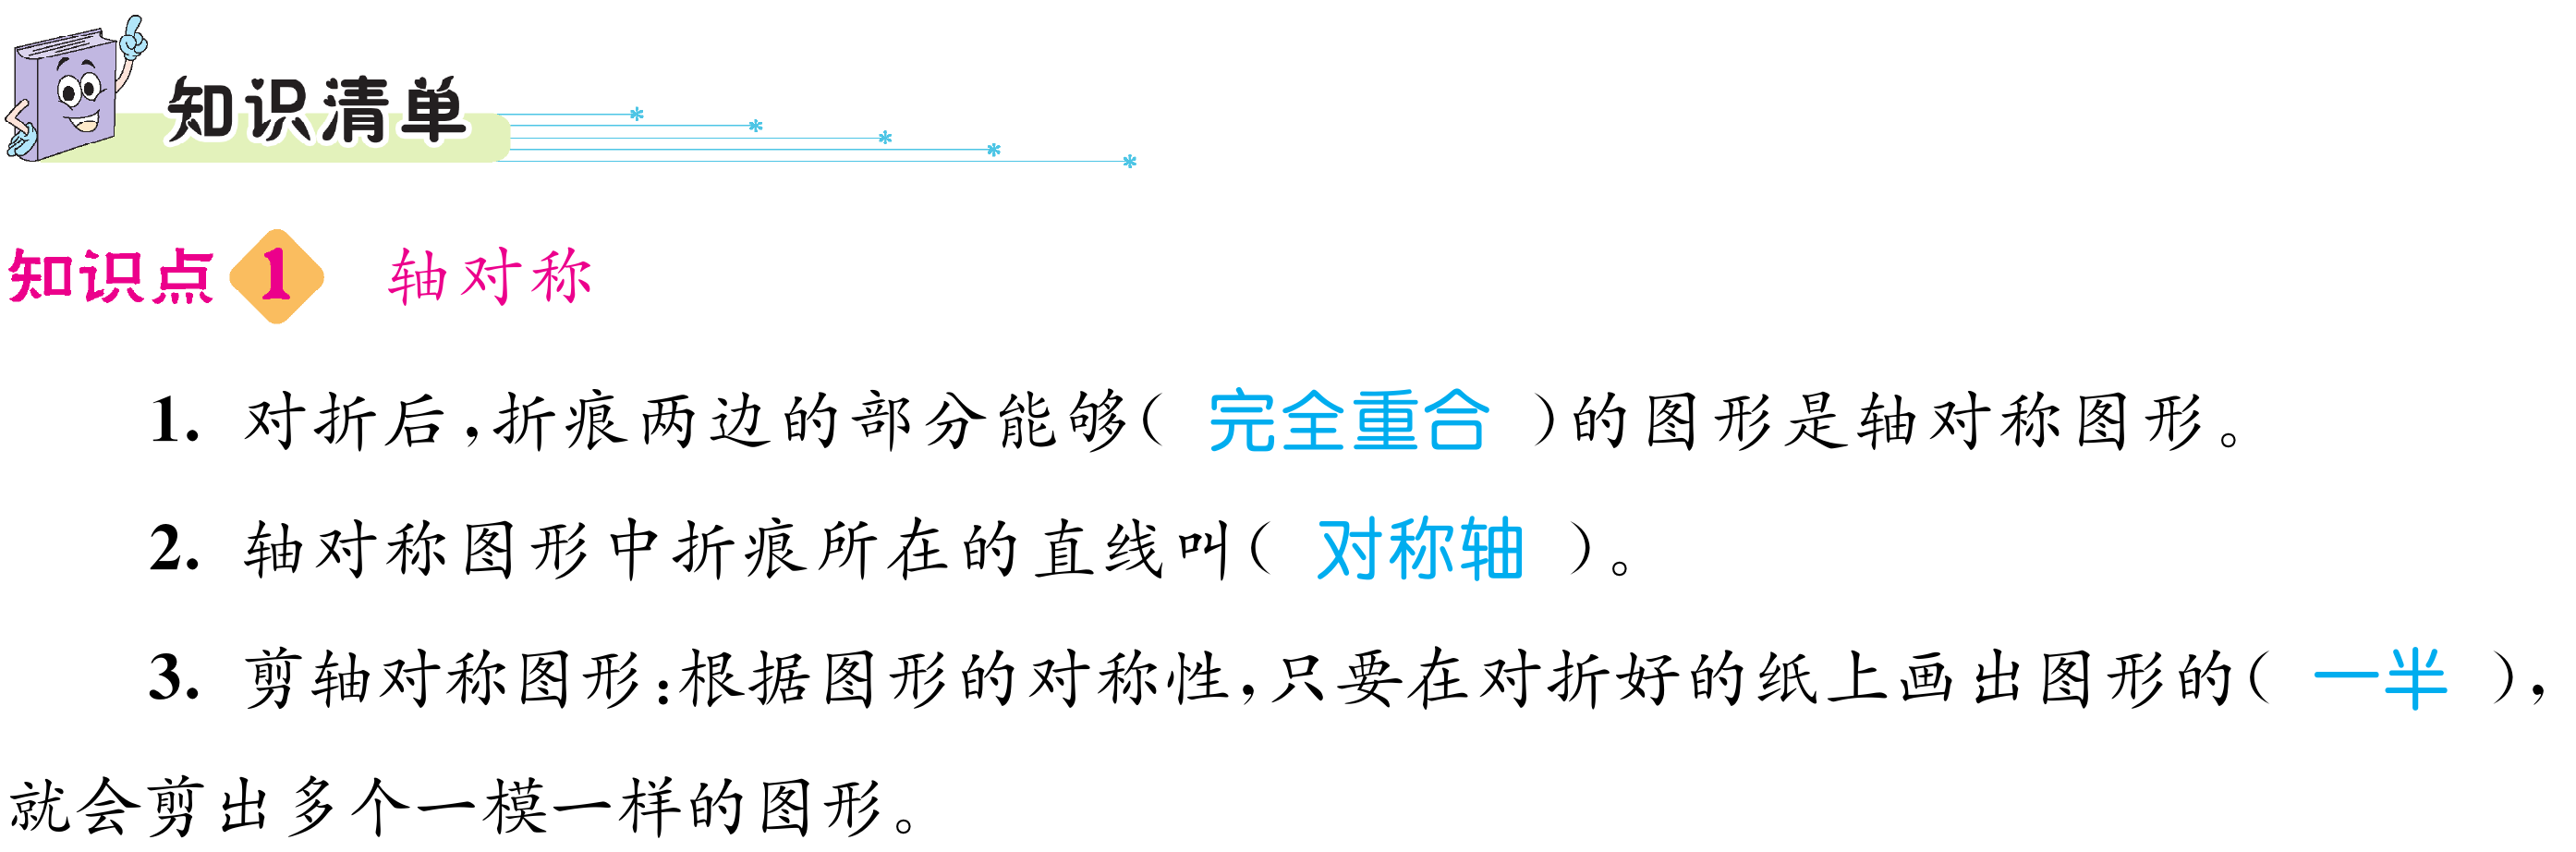 知识清单
知识点 1 轴对称
1. 对折后,折痕两边的部分能够( 完全重合 )的图形是轴对称图形。
2. 轴对称图形中折痕所在的直线叫( 对称轴 )。
3. 剪轴对称图形:根据图形的对称性,只要在对折好的纸上画出图形的( 一半 ),
就会剪出多个一模一样的图形。